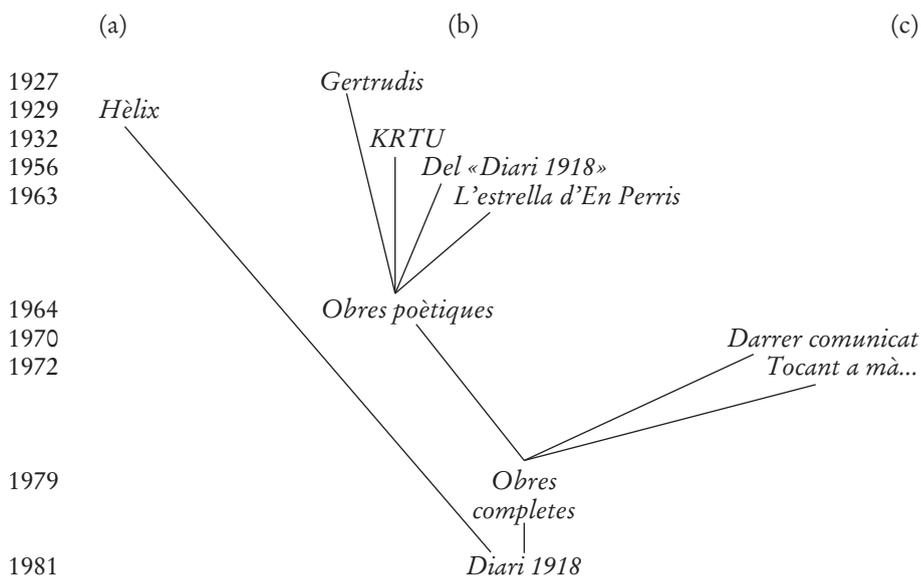 (a) (b) (c)
1927 Gertrudis
1929 Hèlix
1932 KRTU
1956 Del «Diari 1918»
1963 L’estrella d’En Perris
1964 Obres poètiques
1970 Darrer comunicat
1972 Tocant a mà...
1979 Obres
completes
1981 Diari 1918